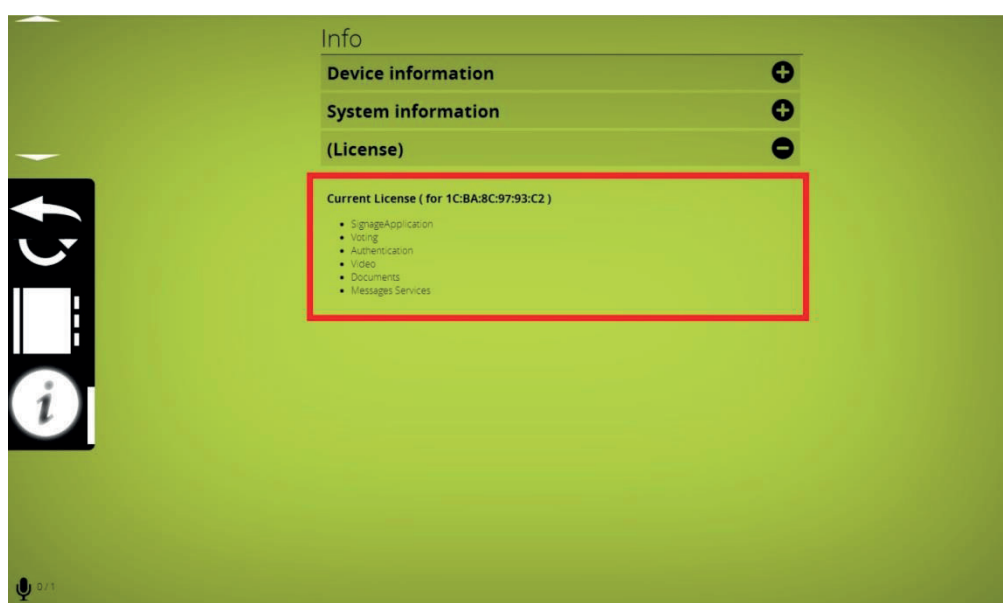 Info
Device information
System information
(License)
Current License ( for 1C:BA:8C:97:93:C2 )
• SignageApplication
• Voting
• Authentication
• Video
• Documents
• Messages Services
i
0/1